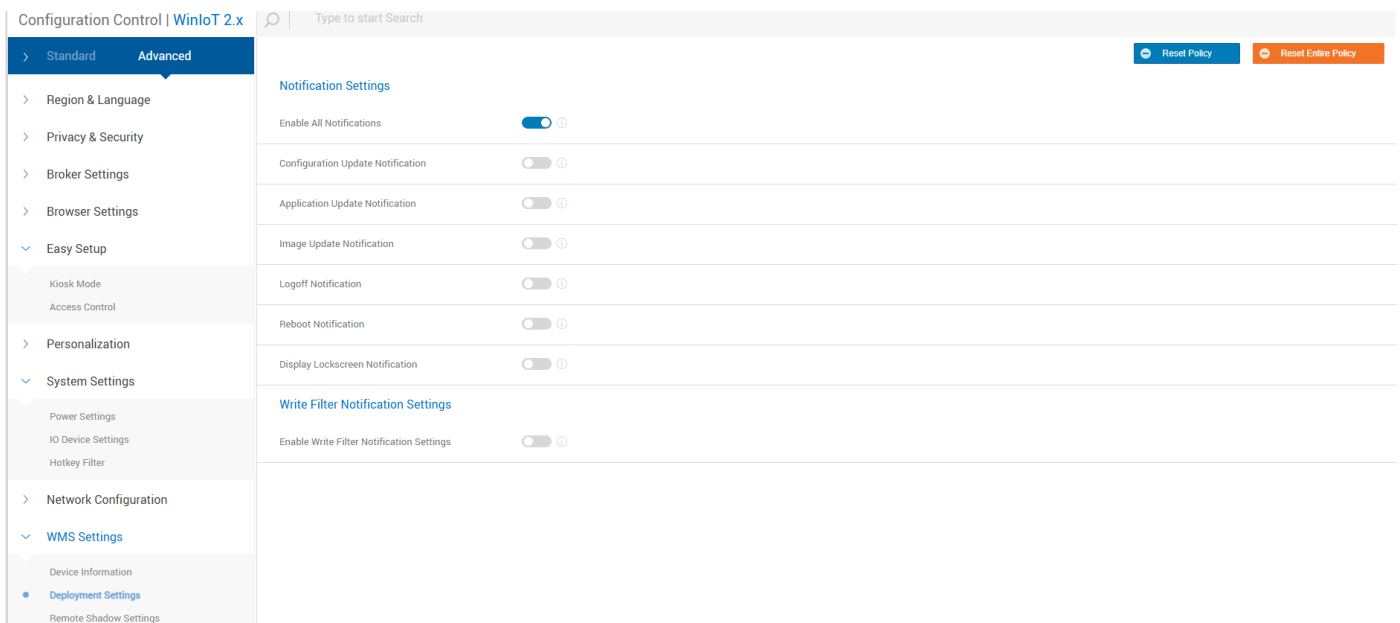 Configuration Control | WinIoT 2.x
Type to start Search
Standard Advanced
Reset Policy Reset Entire Policy
Region & Language
Privacy & Security
Broker Settings
Browser Settings
Easy Setup
Kiosk Mode
Access Control
Personalization
System Settings
Power Settings
IO Device Settings
Hotkey Filter
Network Configuration
WMS Settings
Device Information
Deployment Settings
Remote Shadow Settings
Notification Settings
Enable All Notifications
Configuration Update Notification
Application Update Notification
Image Update Notification
Logoff Notification
Reboot Notification
Display Lockscreen Notification
Write Filter Notification Settings
Enable Write Filter Notification Settings